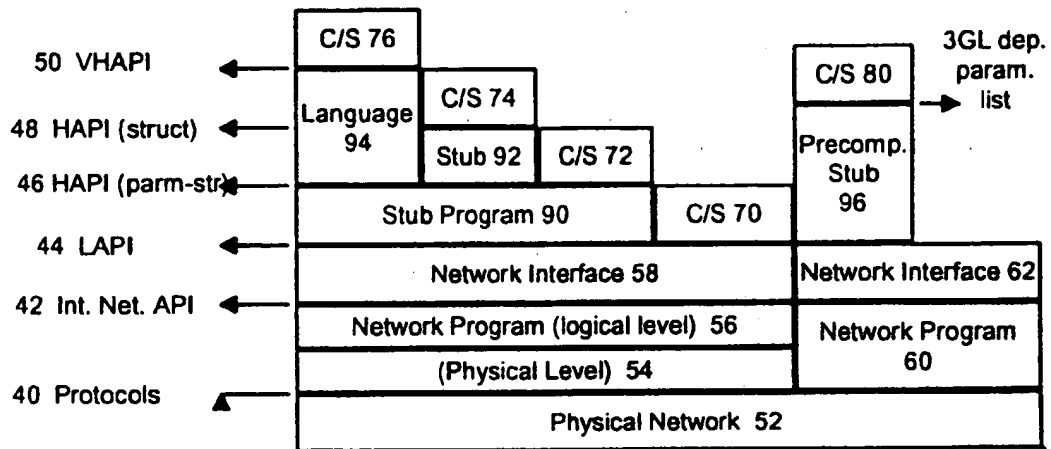 C/S 76
3GL dep.
param.
list
50 VHAPI
C/S 80
C/S 74
Language
94
48 HAPI (struct)
Stub 92
C/S 72
Precomp.
Stub
96
46 HAPI (parm-str)
Stub Program 90
C/S 70
44 LAPI
Network Interface 58
Network Interface 62
42 Int. Net. API
Network Program (logical level) 56
Network Program
60
(Physical Level) 54
40 Protocols
Physical Network 52